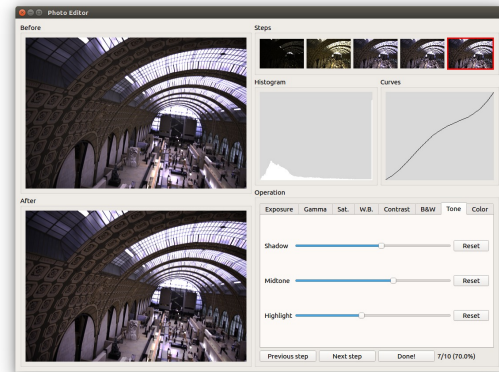 Photo Editor
Before
Steps
Histogram
Curves
Operation
Exposure Gamma Sat. W.B. Contrast B&W Tone Color
After
Shadow Reset
Midtone Reset
Highlight Reset
Previous step Next step Done! 7/10 (70.0%)